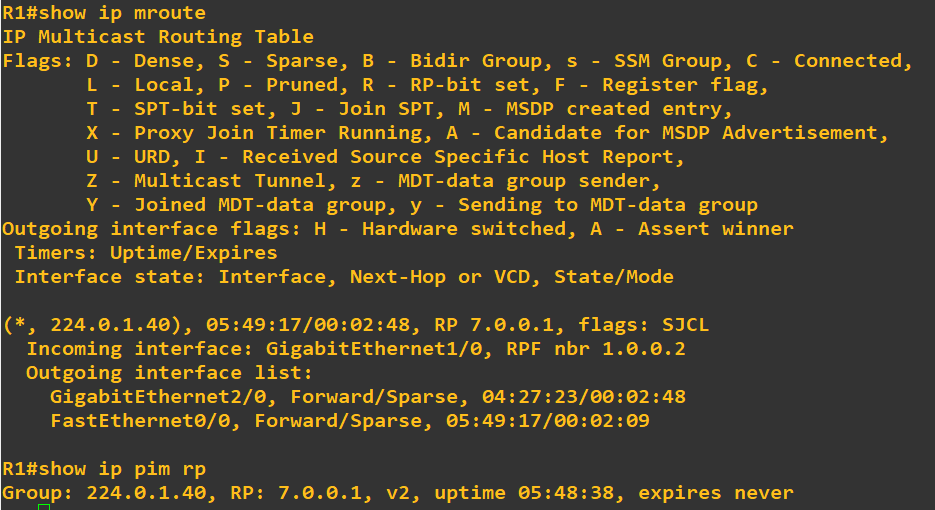 R1#show ip mroute
IP Multicast Routing Table
Flags: D - Dense, S - Sparse, B - Bidir Group, s - SSM Group, C - Connected,
       L - Local, P - Pruned, R - RP-bit set, F - Register flag,
       T - SPT-bit set, J - Join SPT, M - MSDP created entry,
       X - Proxy Join Timer Running, A - Candidate for MSDP Advertisement,
       U - URD, I - Received Source Specific Host Report,
       Z - Multicast Tunnel, z - MDT-data group sender,
       Y - Joined MDT-data group, y - Sending to MDT-data group
Outgoing interface flags: H - Hardware switched, A - Assert winner
 Timers: Uptime/Expires
 Interface state: Interface, Next-Hop or VCD, State/Mode

(*, 224.0.1.40), 05:49:17/00:02:48, RP 7.0.0.1, flags: SJCL
  Incoming interface: GigabitEthernet1/0, RPF nbr 1.0.0.2
  Outgoing interface list:
    GigabitEthernet2/0, Forward/Sparse, 04:27:23/00:02:48
    FastEthernet0/0, Forward/Sparse, 05:49:17/00:02:09

R1#show ip pim rp
Group: 224.0.1.40, RP: 7.0.0.1, v2, uptime 05:48:38, expires never